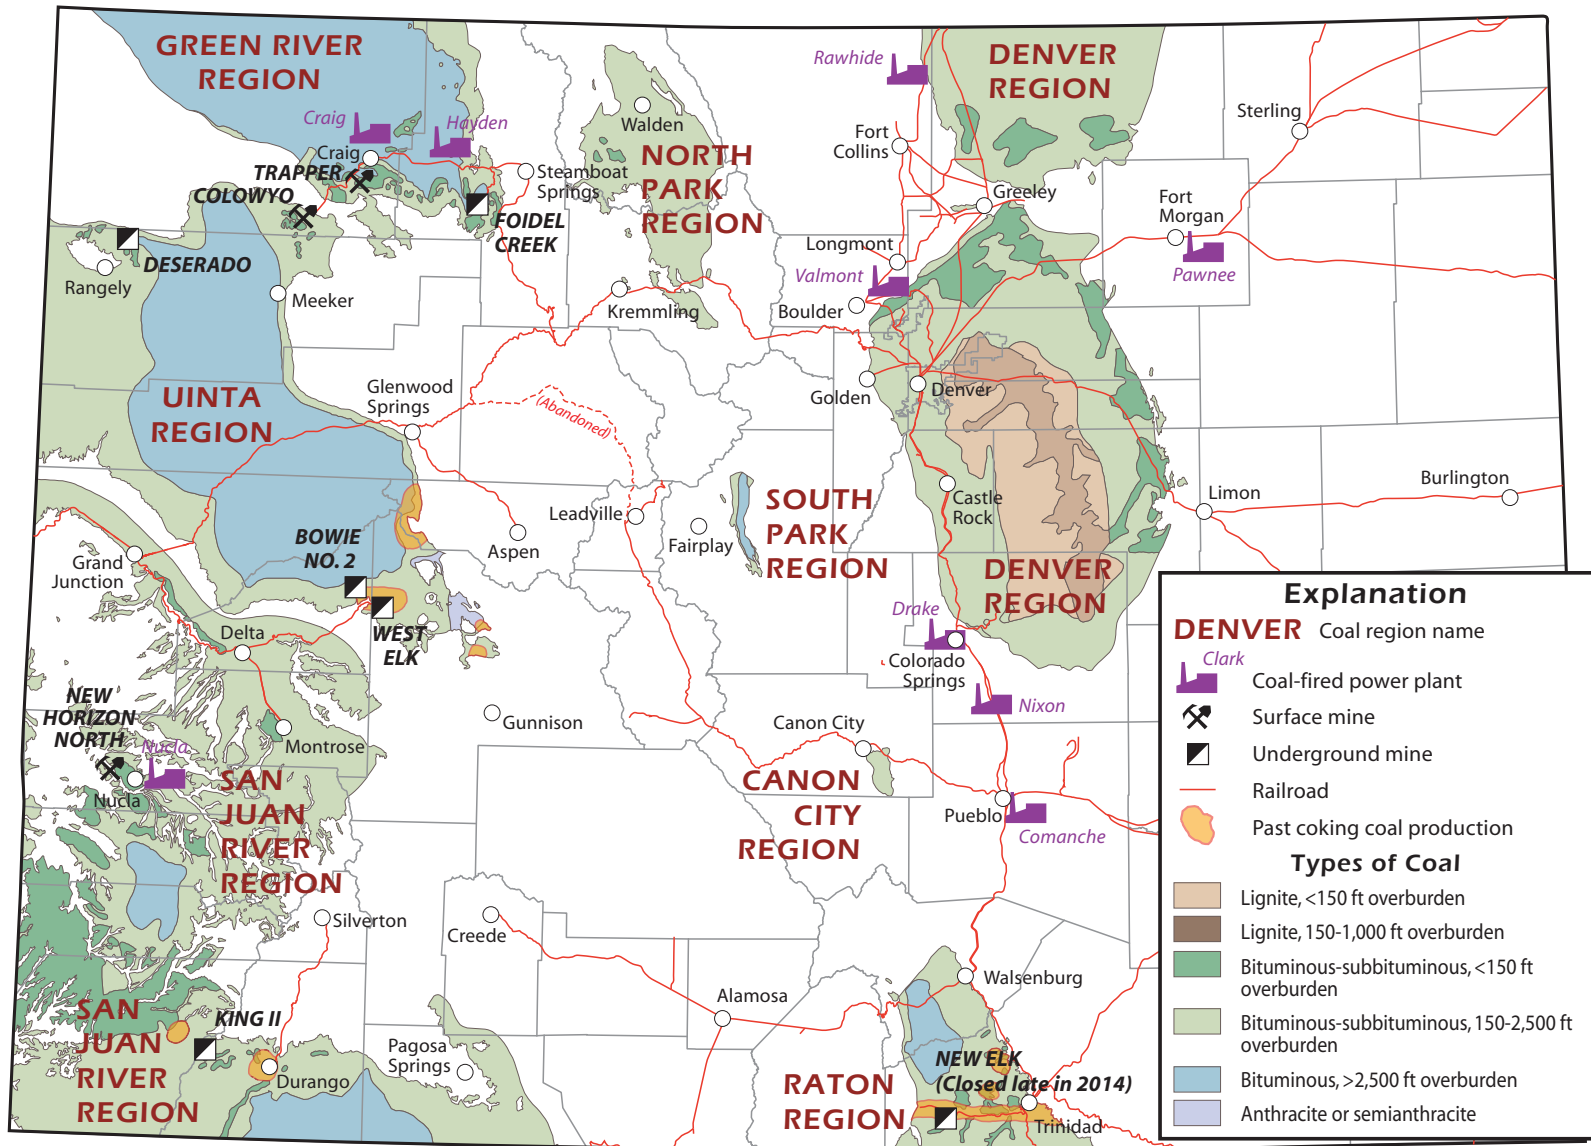 GREEN RIVER
REGION
DENVER
REGION
Rawhide
Craig
Hayden
Walden
Sterling
Fort
Collins
Craig
TRAPPER
COLOWYO
Steamboat
Springs
NORTH
PARK
REGION
Greeley
Fort
Morgan
FOIDEL
CREEK
Longmont
Valmont
Pawnee
DESERADO
Rangely
Meeker
Kremmling
Boulder
UINTA
REGION
Glenwood
Springs
(Abandoned)
Golden
Denver
Burlington
Limon
Castle
Rock
SOUTH
PARK
REGION
Leadville
Fairplay
Aspen
BOWIE
NO. 2
Grand
Junction
DENVER
REGION
Drake
Delta
WEST
ELK
Colorado
Springs
NEW
HORIZON
NORTH
Nixon
Gunnison
Canon City
Montrose
Nucla
Nucla
SAN
JUAN
RIVER
REGION
CANON
CITY
REGION
Pueblo
Comanche
Silverton
Creede
Walsenburg
Alamosa
SAN
JUAN
RIVER
REGION
KING II
Pagosa
Springs
Durango
NEW ELK
(Closed late in 2014)
RATON
REGION
Trinidad
Explanation
DENVER Coal region name
Clark
Coal-fired power plant
Surface mine
Underground mine
Railroad
Past coking coal production
Types of Coal
Lignite, <150 ft overburden
Lignite, 150-1,000 ft overburden
Bituminous-subbituminous, <150 ft
overburden
Bituminous-subbituminous, 150-2,500 ft
overburden
Bituminous, >2,500 ft overburden
Anthracite or semianthracite